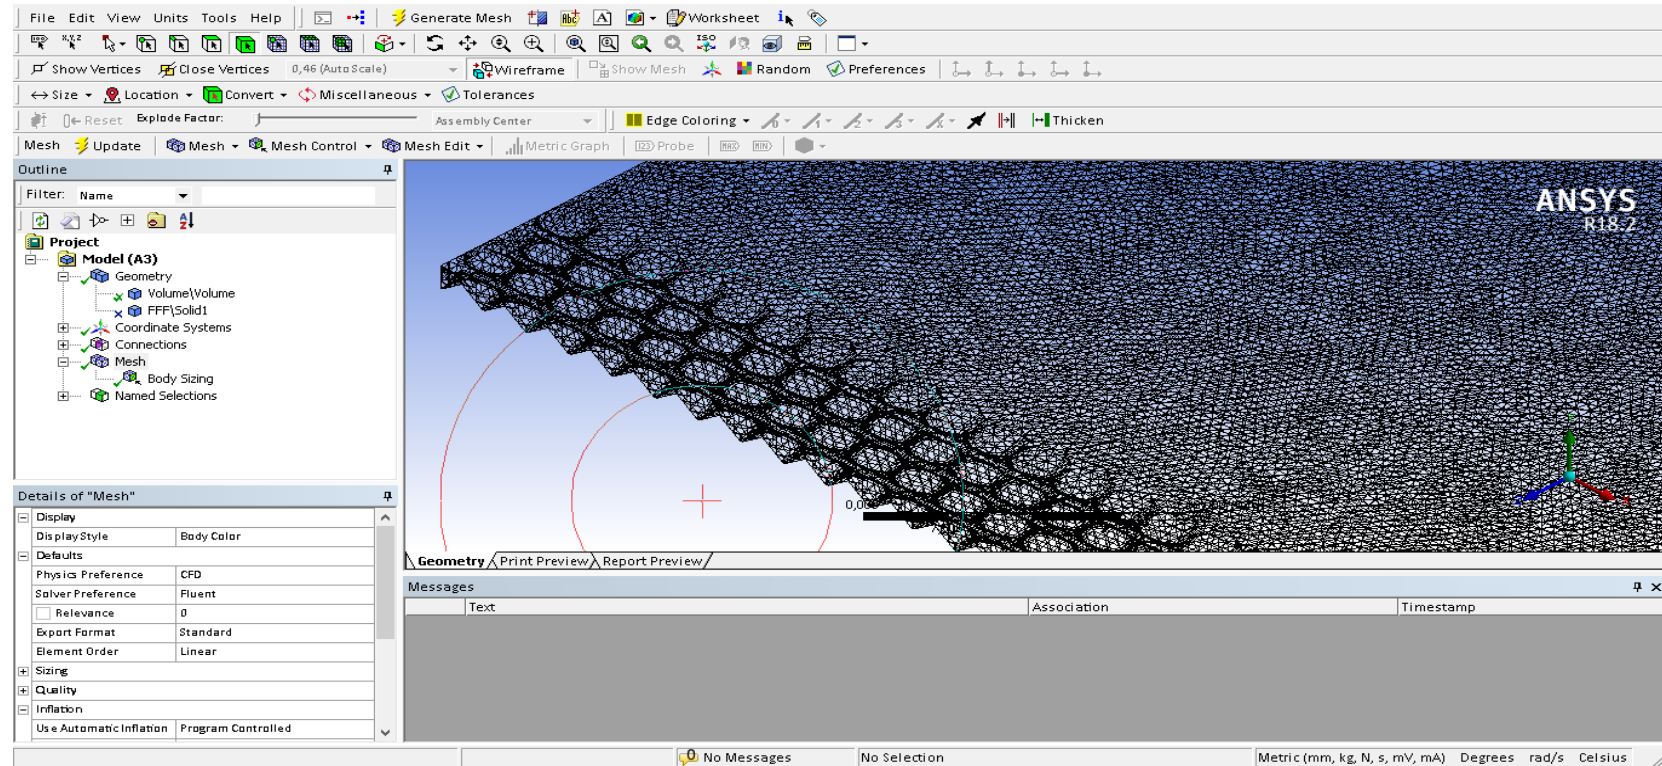 File Edit View Units Tools Help Generate Mesh Abc A Worksheet
x,y,z ISO
Show Vertices Close Vertices 0,46 (Auto Scale) Wireframe Show Mesh Random Preferences
Size Location Convert Miscellaneous Tolerances
Reset Explode Factor: Assembly Center Edge Coloring Thicken
Mesh Update Mesh Mesh Control Mesh Edit Metric Graph Probe MAX MIN
Outline
Filter: Name
ANSYS
R18.2
Project
Model (A3)
Geometry
Volume\Volume
FFF\Solid1
Coordinate Systems
Connections
Mesh
Body Sizing
Named Selections
Details of "Mesh"
Display
Display Style Body Color
Defaults
Physics Preference CFD
Solver Preference Fluent
Relevance 0
Export Format Standard
Element Order Linear
Sizing
Quality
Inflation
Use Automatic Inflation Program Controlled
Geometry Print Preview Report Preview
Messages
Text Association Timestamp
0 No Messages No Selection Metric (mm, kg, N, s, mV, mA) Degrees rad/s Celsius